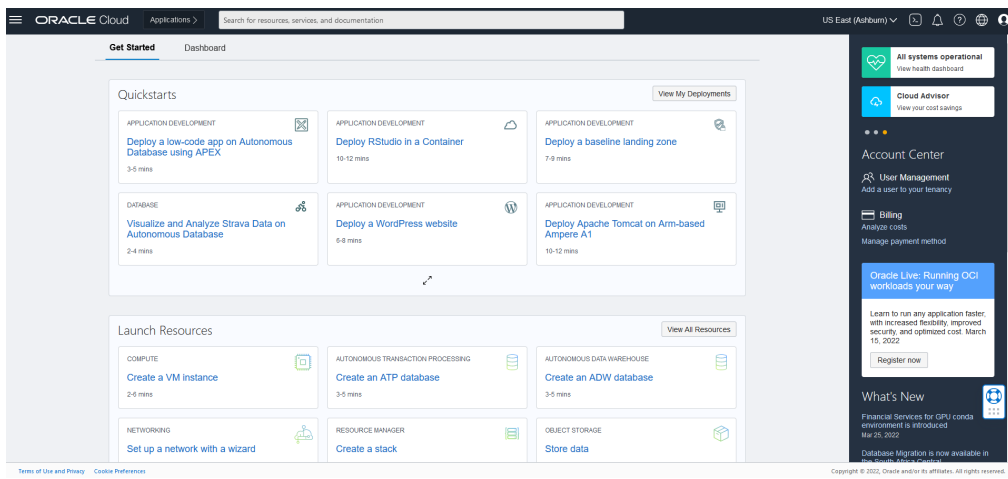 ORACLE Cloud
Applications >
Search for resources, services, and documentation
US East (Ashburn)
Get Started
Dashboard
Quickstarts
View My Deployments
APPLICATION DEVELOPMENT
Deploy a low-code app on Autonomous
Database using APEX
3-5 mins
APPLICATION DEVELOPMENT
Deploy RStudio in a Container
10-12 mins
APPLICATION DEVELOPMENT
Deploy a baseline landing zone
7-9 mins
DATABASE
Visualize and Analyze Strava Data on
Autonomous Database
2-4 mins
APPLICATION DEVELOPMENT
Deploy a WordPress website
6-8 mins
APPLICATION DEVELOPMENT
Deploy Apache Tomcat on Arm-based
Ampere A1
10-12 mins
Launch Resources
View All Resources
COMPUTE
Create a VM instance
2-6 mins
AUTONOMOUS TRANSACTION PROCESSING
Create an ATP database
3-5 mins
AUTONOMOUS DATA WAREHOUSE
Create an ADW database
3-5 mins
NETWORKING
Set up a network with a wizard
RESOURCE MANAGER
Create a stack
OBJECT STORAGE
Store data
All systems operational
View health dashboard
Cloud Advisor
View your cost savings
Account Center
User Management
Add a user to your tenancy
Billing
Analyze costs
Manage payment method
Oracle Live: Running OCI
workloads your way
Learn to run any application faster,
with increased flexibility, improved
security, and optimized cost. March
15, 2022
Register now
What's New
Financial Services for GPU conda
environment is introduced
Mar 25, 2022
Database Migration is now available in
the South Africa Central
Terms of Use and Privacy
Cookie Preferences
Copyright © 2022, Oracle and/or its affiliates. All rights reserved.